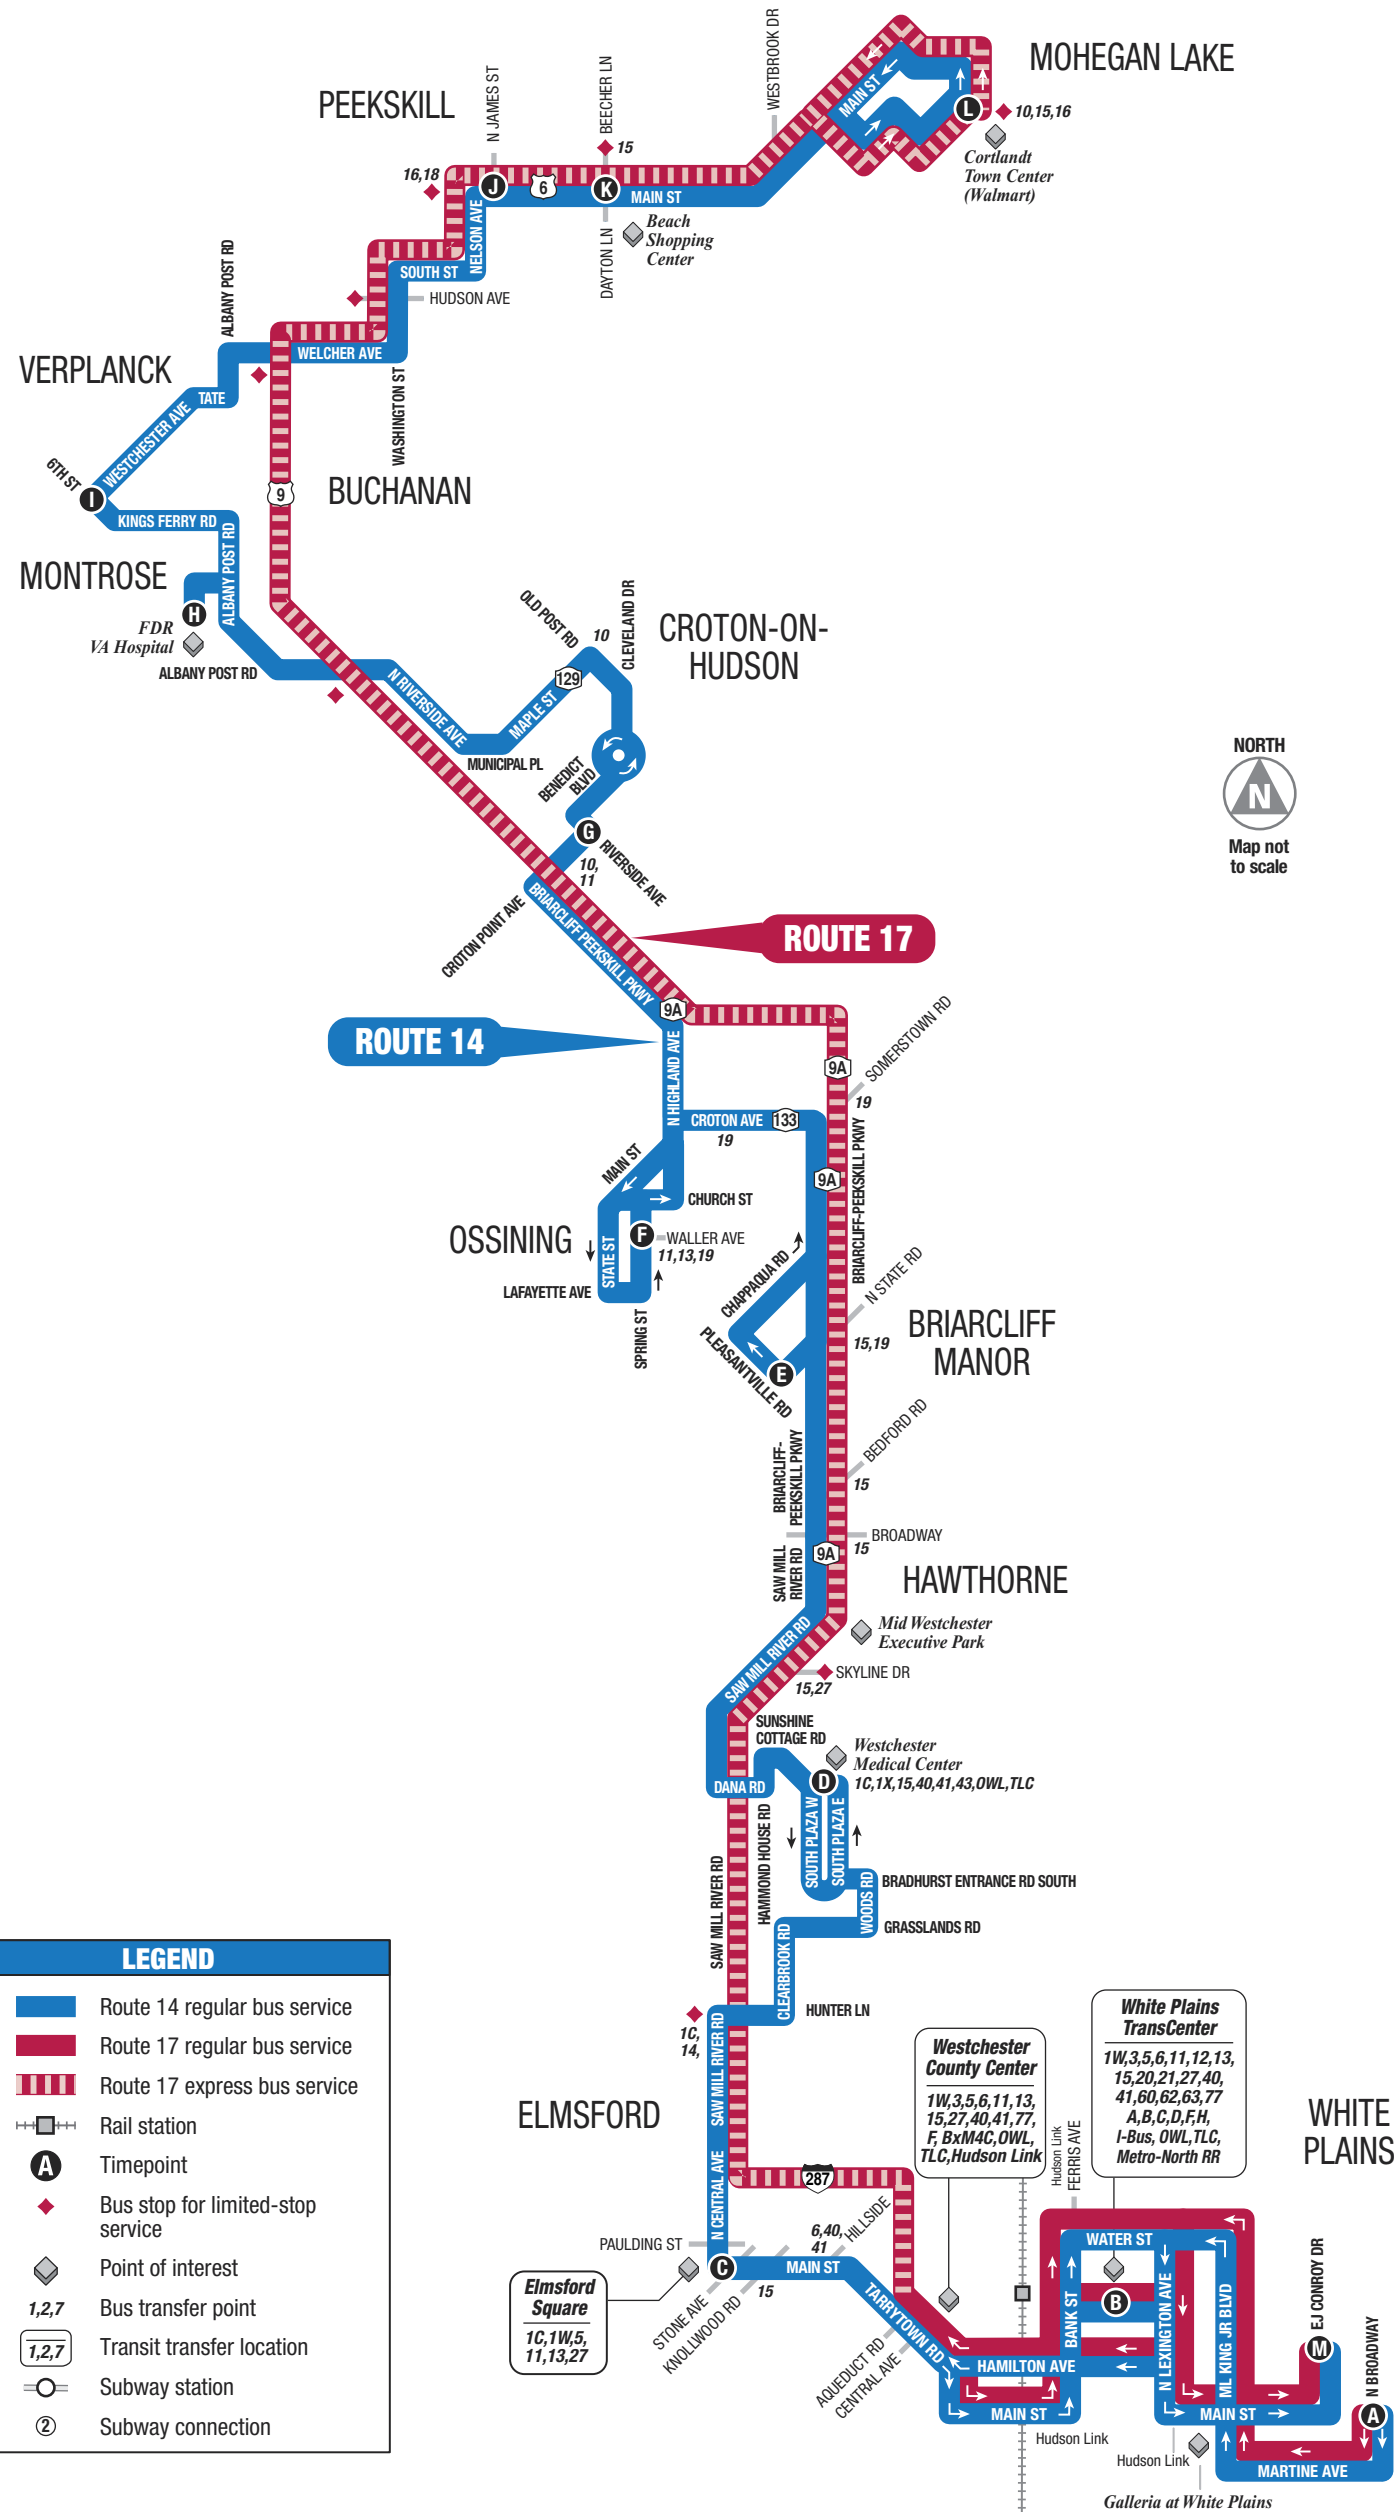 MOHEGAN LAKE
PEEKSKILL
N JAMES ST
BEECHER LN
WESTBROOK DR
MAIN ST
L
10,15,16
Cortlandt
Town Center
(Walmart)
15
16,18
J
6
K
MAIN ST
NELSON AVE
DAYTON LN
Beach
Shopping
Center
SOUTH ST
HUDSON AVE
ALBANY POST RD
WELCHER AVE
VERPLANCK
TATE
WASHINGTON ST
WESTCHESTER AVE
6TH ST
I
9
BUCHANAN
KINGS FERRY RD
ALBANY POST RD
MONTROSE
H
FDR
VA Hospital
ALBANY POST RD
OLD POST RD
10
CLEVELAND DR
CROTON-ON-
HUDSON
129
N RIVERSIDE AVE
MAPLE ST
MUNICIPAL PL
BENEDICT
BLVD
G
RIVERSIDE AVE
10,
11
CROTON POINT AVE
BRIARCLIFF PEEKSKILL PKWY
NORTH
N
Map not
to scale
ROUTE 17
ROUTE 14
9A
N HIGHLAND AVE
9A
SOMERSTOWN RD
19
CROTON AVE
133
19
BRIARCLIFF-PEEKSKILL PKWY
MAIN ST
9A
CHURCH ST
OSSINING
F
WALLER AVE
11,13,19
STATE ST
LAFAYETTE AVE
SPRING ST
CHAPPAQUA RD
N STATE RD
PLEASANTVILLE RD
E
15,19
BRIARCLIFF
MANOR
BEDFORD RD
15
BRIARCLIFF-
PEEKSKILL PKWY
BROADWAY
15
SAW MILL
RIVER RD
9A
HAWTHORNE
SAW MILL RIVER RD
Mid Westchester
Executive Park
SKYLINE DR
15,27
SUNSHINE
COTTAGE RD
Westchester
Medical Center
1C,1X,15,40,41,43,OWL,TLC
D
DANA RD
SOUTH PLAZA W
SOUTH PLAZA E
HAMMOND HOUSE RD
SAW MILL RIVER RD
BRADHURST ENTRANCE RD SOUTH
WOODS RD
GRASSLANDS RD
CLEARBROOK RD
HUNTER LN
1C,
14,
SAW MILL RIVER RD
ELMSFORD
N CENTRAL AVE
287
PAULDING ST
C
6,40,
41
HILLSIDE
MAIN ST
15
STONE AVE
KNOLLWOOD RD
Elmsford
Square
1C,1W,5,
11,13,27
TARRYTOWN RD
AQUEDUCT RD
CENTRAL AVE
Westchester
County Center
1W,3,5,6,11,13,
15,27,40,41,77,
F, BxM4C,OWL,
TLC,Hudson Link
White Plains
TransCenter
1W,3,5,6,11,12,13,
15,20,21,27,40,
41,60,62,63,77
A,B,C,D,F,H,
I-Bus, OWL,TLC,
Metro-North RR
WHITE
PLAINS
Hudson Link
FERRIS AVE
WATER ST
B
BANK ST
N LEXINGTON AVE
ML KING JR BLVD
EJ CONROY DR
M
N BROADWAY
A
HAMILTON AVE
MAIN ST
MAIN ST
Hudson Link
Hudson Link
MARTINE AVE
Galleria at White Plains
LEGEND
Route 14 regular bus service
Route 17 regular bus service
Route 17 express bus service
Rail station
A
Timepoint
Bus stop for limited-stop
service
Point of interest
1,2,7
Bus transfer point
1,2,7
Transit transfer location
Subway station
2
Subway connection